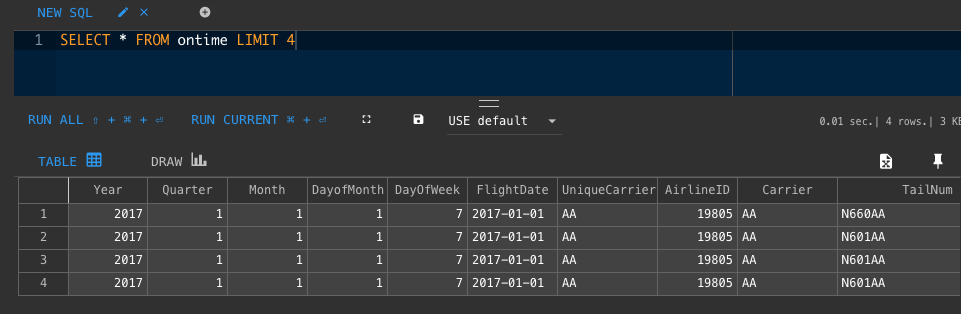 NEW SQL
1 SELECT * FROM ontime LIMIT 4
RUN ALL ⇧ + ⌘ + ⏎ RUN CURRENT ⌘ + ⏎ USE default 0.01 sec.| 4 rows.| 3 KB
TABLE DRAW
Year Quarter Month DayofMonth DayOfWeek FlightDate UniqueCarrier AirlineID Carrier TailNum
1 2017 1 1 1 7 2017-01-01 AA 19805 AA N660AA
2 2017 1 1 1 7 2017-01-01 AA 19805 AA N601AA
3 2017 1 1 1 7 2017-01-01 AA 19805 AA N601AA
4 2017 1 1 1 7 2017-01-01 AA 19805 AA N601AA